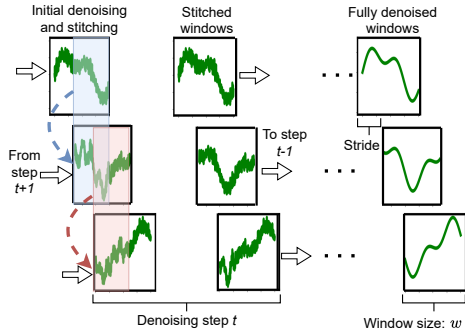 Initial denoising
and stitching
Stitched
windows
Fully denoised
windows
Stride
From
step
t+1
To step
t-1
Denoising step t
Window size: w